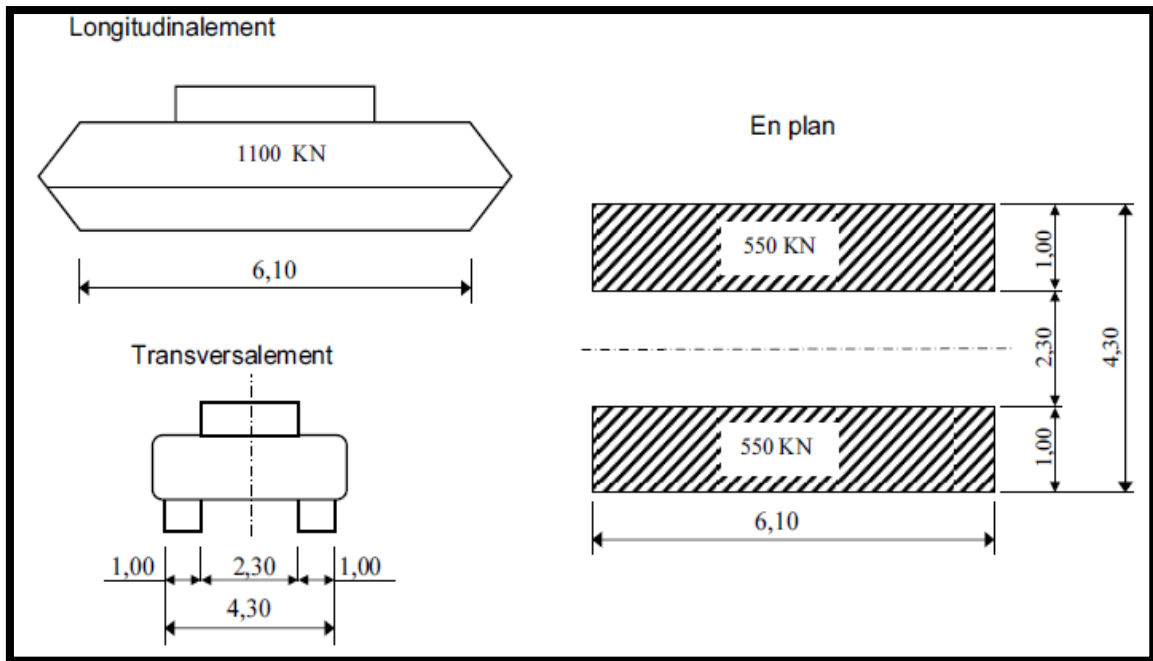 Longitudinalement
1100 KN
6,10
Transversalement
1,00 2,30 1,00
4,30
En plan
550 KN
1,00
2,30
4,30
550 KN
1,00
6,10